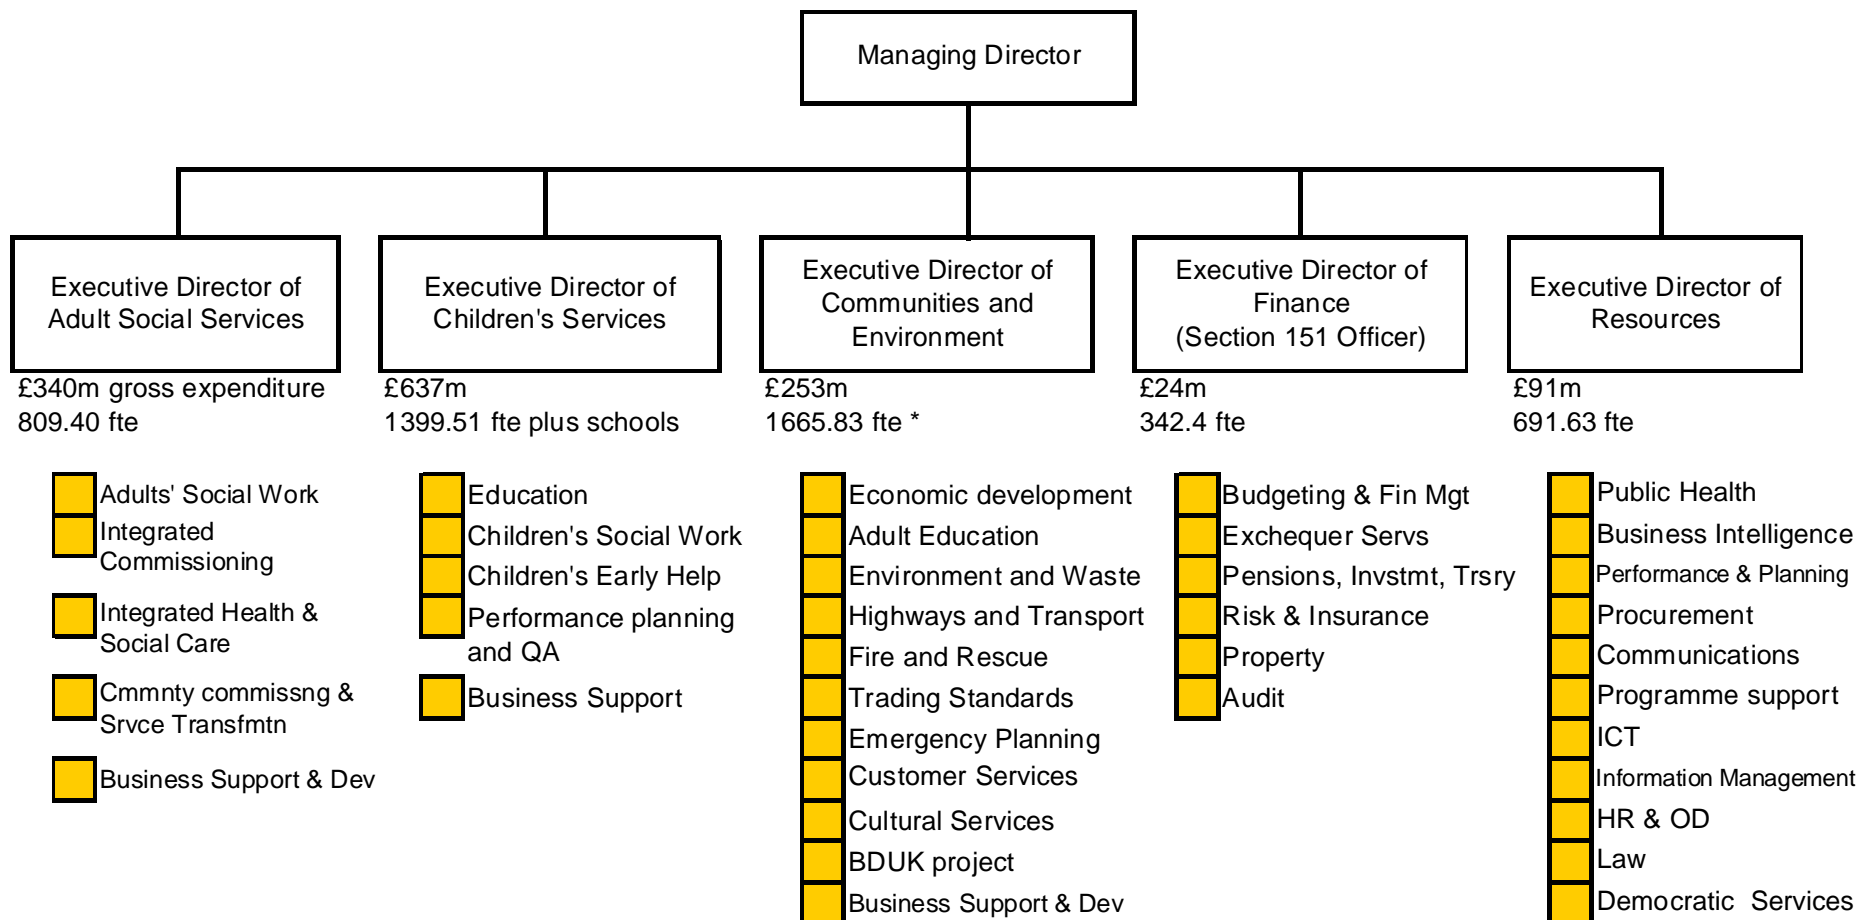 Managing Director
Executive Director of
Adult Social Services
£340m gross expenditure
809.40 fte
Adults' Social Work
Integrated
Commissioning
Integrated Health &
Social Care
Cmmnty commissng &
Srvce Transfmtn
Business Support & Dev
Executive Director of
Children's Services
£637m
1399.51 fte plus schools
Education
Children's Social Work
Children's Early Help
Performance planning
and QA
Business Support
Executive Director of
Communities and
Environment
£253m
1665.83 fte *
Economic development
Adult Education
Environment and Waste
Highways and Transport
Fire and Rescue
Trading Standards
Emergency Planning
Customer Services
Cultural Services
BDUK project
Business Support & Dev
Executive Director of
Finance
(Section 151 Officer)
£24m
342.4 fte
Budgeting & Fin Mgt
Exchequer Servs
Pensions, Invstmt, Trsry
Risk & Insurance
Property
Audit
Executive Director of
Resources
£91m
691.63 fte
Public Health
Business Intelligence
Performance & Planning
Procurement
Communications
Programme support
ICT
Information Management
HR & OD
Law
Democratic  Services